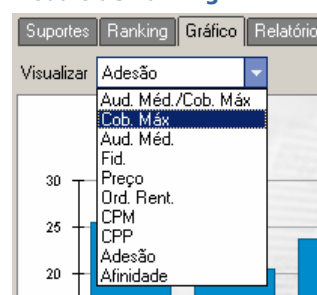 Suportes Ranking Gráfico Relatório
Visualizar Adesão
Aud. Méd./Cob. Máx
Cob. Máx
Aud. Méd.
Fid.
Preço
Ord. Rent.
CPM
CPP
Adesão
Afinidade
30
25
20